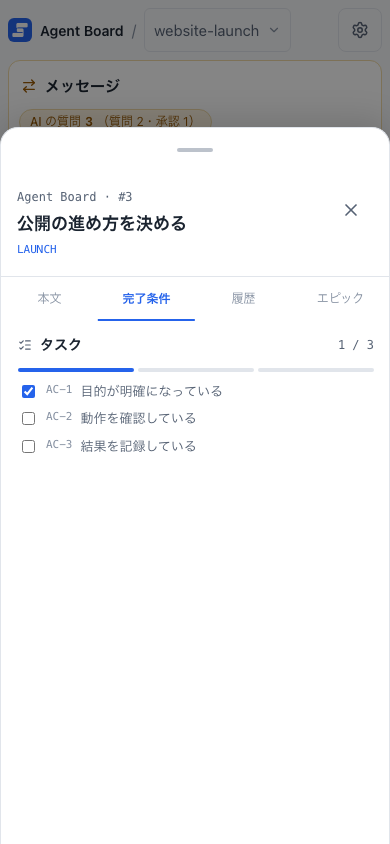 Agent Board / website-launch
メッセージ
AI の質問 3 (質問 2・承認 1)
Agent Board · #3
公開の進め方を決める
LAUNCH
本文 完了条件 履歴 エピック
タスク 1 / 3
AC-1 目的が明確になっている
AC-2 動作を確認している
AC-3 結果を記録している